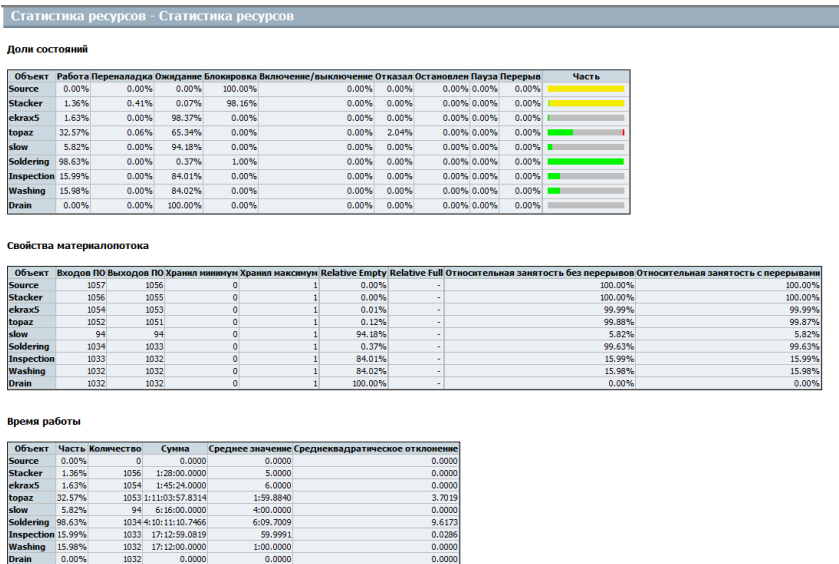 Статистика ресурсов - Статистика ресурсов
Доли состояний
Объект Работа Переналадка Ожидание Блокировка Включение/выключение Отказал Остановлен Пауза Перерыв Часть
Source 0.00% 0.00% 0.00% 100.00% 0.00% 0.00% 0.00% 0.00% 0.00%
Stacker 1.36% 0.41% 0.07% 98.16% 0.00% 0.00% 0.00% 0.00% 0.00%
ekrax5 1.63% 0.00% 98.37% 0.00% 0.00% 0.00% 0.00% 0.00% 0.00%
topaz 32.57% 0.06% 65.34% 0.00% 0.00% 2.04% 0.00% 0.00% 0.00%
slow 5.82% 0.00% 94.18% 0.00% 0.00% 0.00% 0.00% 0.00% 0.00%
Soldering 98.63% 0.00% 0.37% 1.00% 0.00% 0.00% 0.00% 0.00% 0.00%
Inspection 15.99% 0.00% 84.01% 0.00% 0.00% 0.00% 0.00% 0.00% 0.00%
Washing 15.98% 0.00% 84.02% 0.00% 0.00% 0.00% 0.00% 0.00% 0.00%
Drain 0.00% 0.00% 100.00% 0.00% 0.00% 0.00% 0.00% 0.00% 0.00%
Свойства материалопотока
Объект Входов ПО Выходов ПО Хранил минимум Хранил максимум Relative Empty Relative Full Относительная занятость без перерывов Относительная занятость с перерывами
Source 1057 1056 0 1 0.00% - 100.00% 100.00%
Stacker 1056 1055 0 1 0.00% - 100.00% 100.00%
ekrax5 1054 1053 0 1 0.01% - 99.99% 99.99%
topaz 1052 1051 0 1 0.12% - 99.88% 99.87%
slow 94 94 0 1 94.18% - 5.82% 5.82%
Soldering 1034 1033 0 1 0.37% - 99.63% 99.63%
Inspection 1033 1032 0 1 84.01% - 15.99% 15.99%
Washing 1032 1032 0 1 84.02% - 15.98% 15.98%
Drain 1032 1032 0 1 100.00% - 0.00% 0.00%
Время работы
Объект Часть Количество Сумма Среднее значение Среднеквадратическое отклонение
Source 0.00% 0 0.0000 0.0000 0.0000
Stacker 1.36% 1056 1:28:00.0000 5.0000 0.0000
ekrax5 1.63% 1054 1:45:24.0000 6.0000 0.0000
topaz 32.57% 1053 1:11:03:57.8314 1:59.8840 3.7019
slow 5.82% 94 6:16:00.0000 4:00.0000 0.0000
Soldering 98.63% 1034 4:10:11:10.7466 6:09.7009 9.6173
Inspection 15.99% 1033 17:12:59.0819 59.9991 0.0286
Washing 15.98% 1032 17:12:00.0000 1:00.0000 0.0000
Drain 0.00% 1032 0.0000 0.0000 0.0000